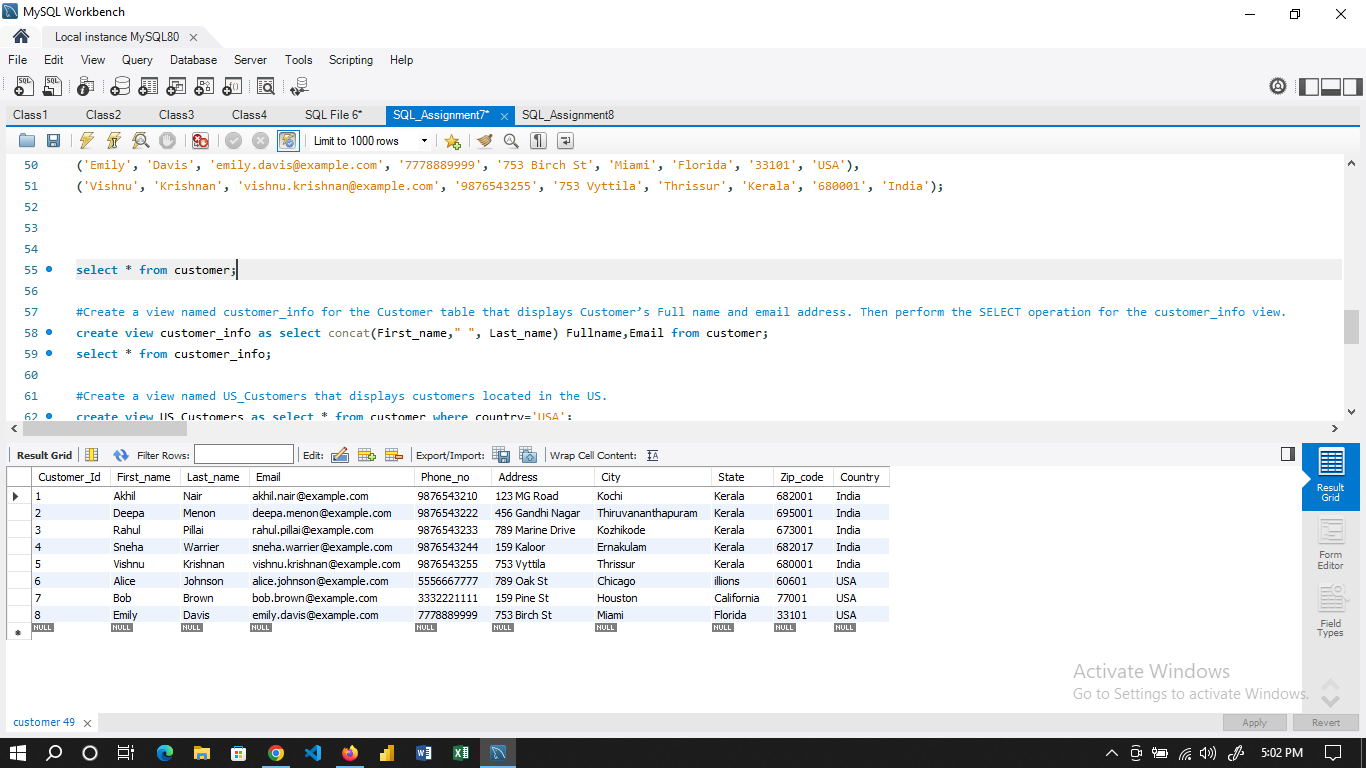 MySQL Workbench
Local instance MySQL80
File Edit View Query Database Server Tools Scripting Help
Class1 Class2 Class3 Class4 SQL File 6* SQL_Assignment7* SQL_Assignment8
Limit to 1000 rows
50 ('Emily', 'Davis', 'emily.davis@example.com', '7778889999', '753 Birch St', 'Miami', 'Florida', '33101', 'USA'),
51 ('Vishnu', 'Krishnan', 'vishnu.krishnan@example.com', '9876543255', '753 Vyttila', 'Thrissur', 'Kerala', '680001', 'India');
52
53
54
55 select * from customer;
56
57 #Create a view named customer_info for the Customer table that displays Customer’s Full name and email address. Then perform the SELECT operation for the customer_info view.
58 create view customer_info as select concat(First_name," ", Last_name) Fullname,Email from customer;
59 select * from customer_info;
60
61 #Create a view named US_Customers that displays customers located in the US.
62 create view US_Customers as select * from customer where country='USA';
Result Grid Filter Rows: Edit: Export/Import: Wrap Cell Content:
Customer_Id First_name Last_name Email Phone_no Address City State Zip_code Country
1 Akhil Nair akhil.nair@example.com 9876543210 123 MG Road Kochi Kerala 682001 India
2 Deepa Menon deepa.menon@example.com 9876543222 456 Gandhi Nagar Thiruvananthapuram Kerala 695001 India
3 Rahul Pillai rahul.pillai@example.com 9876543233 789 Marine Drive Kozhikode Kerala 673001 India
4 Sneha Warrier sneha.warrier@example.com 9876543244 159 Kaloor Ernakulam Kerala 682017 India
5 Vishnu Krishnan vishnu.krishnan@example.com 9876543255 753 Vyttila Thrissur Kerala 680001 India
6 Alice Johnson alice.johnson@example.com 5556667777 789 Oak St Chicago illions 60601 USA
7 Bob Brown bob.brown@example.com 3332221111 159 Pine St Houston California 77001 USA
8 Emily Davis emily.davis@example.com 7778889999 753 Birch St Miami Florida 33101 USA
NULL NULL NULL NULL NULL NULL NULL NULL NULL NULL
Result
Grid
Form
Editor
Field
Types
Activate Windows
Go to Settings to activate Windows.
customer 49
Apply Revert
5:02 PM